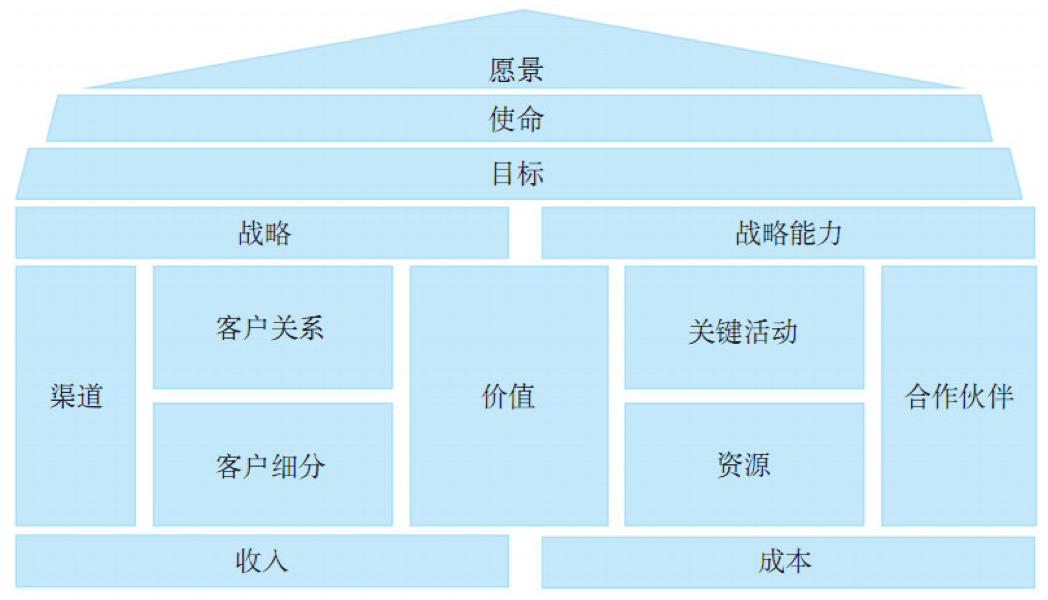 愿景
使命
目标
战略
战略能力
渠道
客户关系
客户细分
价值
关键活动
资源
合作伙伴
收入
成本